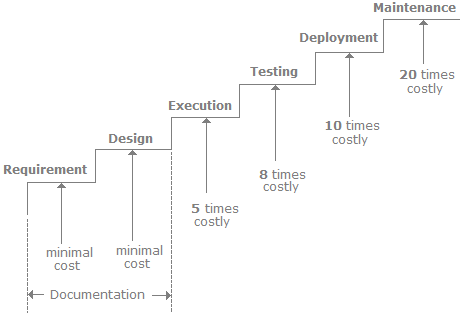 Maintenance
Deployment
Testing
Execution
Design
Requirement
20 times
costly
10 times
costly
8 times
costly
5 times
costly
minimal
cost
minimal
cost
Documentation